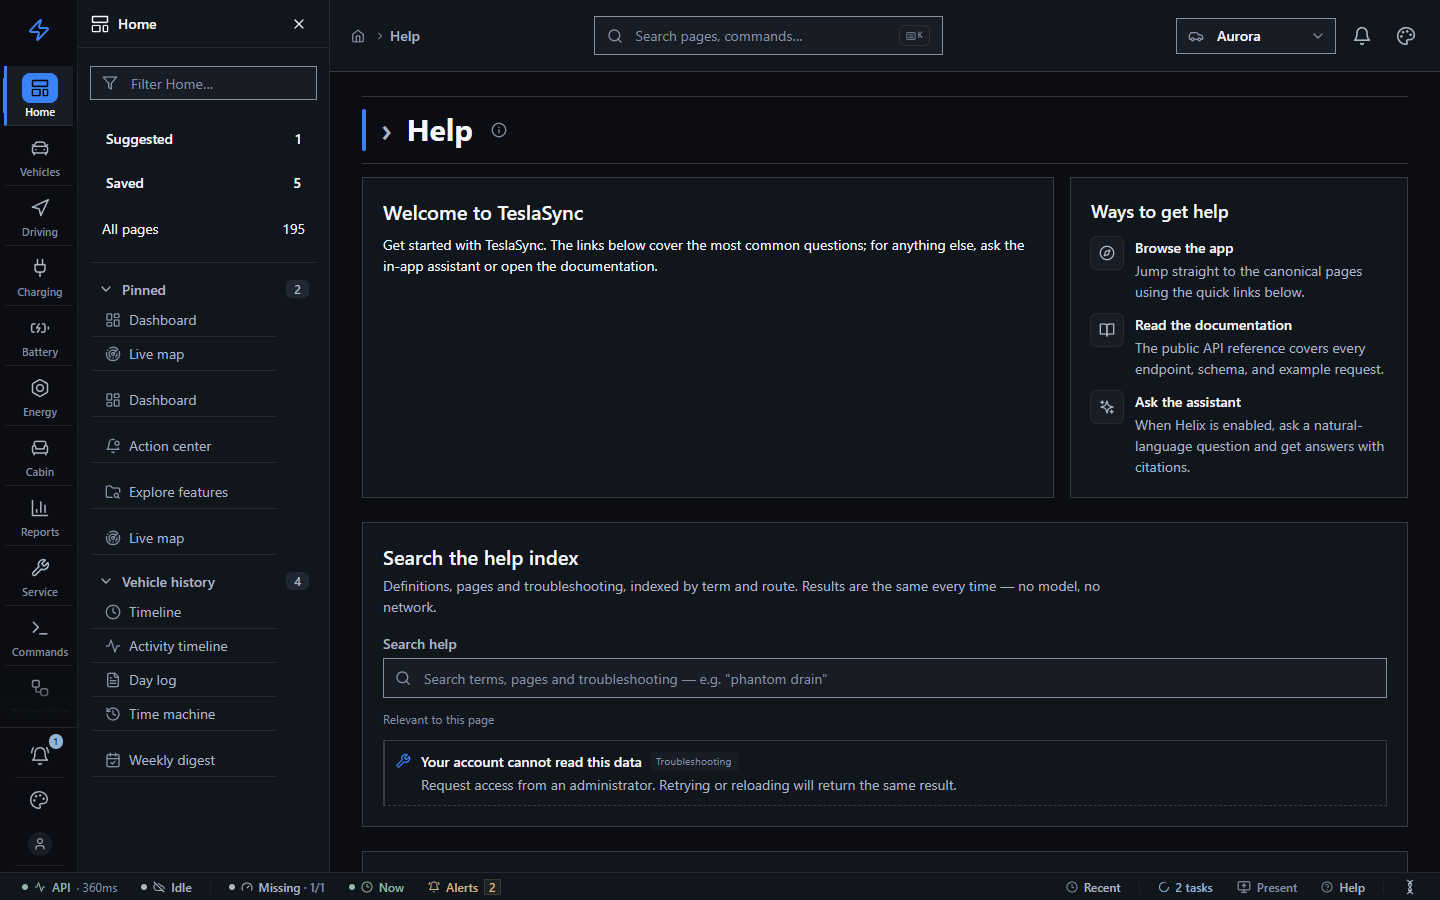 Home
Help
Search pages, commands...
K
Aurora
Home
Vehicles
Driving
Charging
Battery
Energy
Cabin
Reports
Service
Commands
1
Filter Home...
Suggested 1
Saved 5
All pages 195
Pinned 2
Dashboard
Live map
Dashboard
Action center
Explore features
Live map
Vehicle history 4
Timeline
Activity timeline
Day log
Time machine
Weekly digest
Help
Welcome to TeslaSync
Get started with TeslaSync. The links below cover the most common questions; for anything else, ask the
in-app assistant or open the documentation.
Ways to get help
Browse the app
Jump straight to the canonical pages
using the quick links below.
Read the documentation
The public API reference covers every
endpoint, schema, and example request.
Ask the assistant
When Helix is enabled, ask a natural-
language question and get answers with
citations.
Search the help index
Definitions, pages and troubleshooting, indexed by term and route. Results are the same every time — no model, no
network.
Search help
Search terms, pages and troubleshooting — e.g. "phantom drain"
Relevant to this page
Your account cannot read this data Troubleshooting
Request access from an administrator. Retrying or reloading will return the same result.
API · 360ms
Idle
Missing · 1/1
Now
Alerts 2
Recent
2 tasks
Present
Help